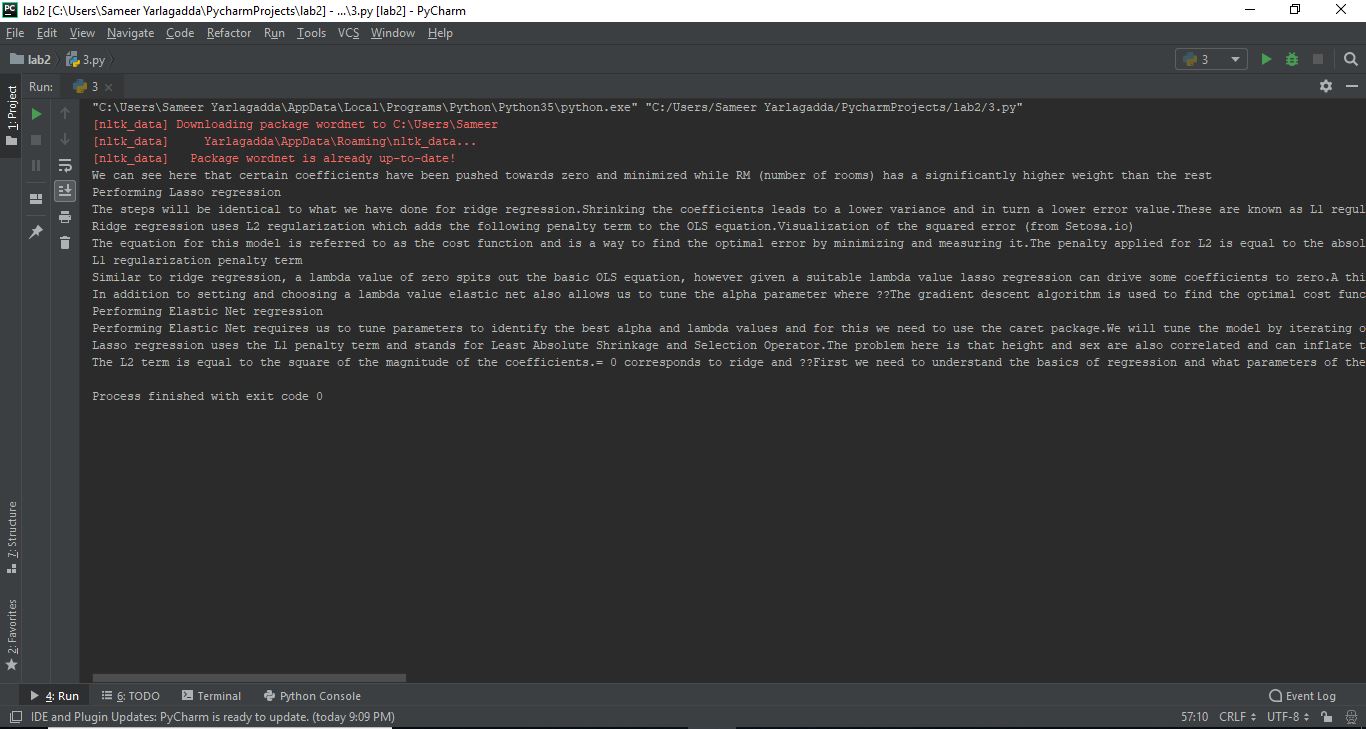 PC lab2 [C:\Users\Sameer Yarlagadda\PycharmProjects\lab2] - ...\3.py [lab2] - PyCharm
File Edit View Navigate Code Refactor Run Tools VCS Window Help
lab2 3.py 3
Run: 3
1: Project
"C:\Users\Sameer Yarlagadda\AppData\Local\Programs\Python\Python35\python.exe" "C:/Users/Sameer Yarlagadda/PycharmProjects/lab2/3.py"
[nltk_data] Downloading package wordnet to C:\Users\Sameer
[nltk_data]     Yarlagadda\AppData\Roaming\nltk_data...
[nltk_data]   Package wordnet is already up-to-date!
We can see here that certain coefficients have been pushed towards zero and minimized while RM (number of rooms) has a significantly higher weight than the rest
Performing Lasso regression
The steps will be identical to what we have done for ridge regression.Shrinking the coefficients leads to a lower variance and in turn a lower error value.These are known as L1 regul
Ridge regression uses L2 regularization which adds the following penalty term to the OLS equation.Visualization of the squared error (from Setosa.io)
The equation for this model is referred to as the cost function and is a way to find the optimal error by minimizing and measuring it.The penalty applied for L2 is equal to the absol
L1 regularization penalty term
Similar to ridge regression, a lambda value of zero spits out the basic OLS equation, however given a suitable lambda value lasso regression can drive some coefficients to zero.A thi
In addition to setting and choosing a lambda value elastic net also allows us to tune the alpha parameter where ??The gradient descent algorithm is used to find the optimal cost func
Performing Elastic Net regression
Performing Elastic Net requires us to tune parameters to identify the best alpha and lambda values and for this we need to use the caret package.We will tune the model by iterating o
Lasso regression uses the L1 penalty term and stands for Least Absolute Shrinkage and Selection Operator.The problem here is that height and sex are also correlated and can inflate t
The L2 term is equal to the square of the magnitude of the coefficients.= 0 corresponds to ridge and ??First we need to understand the basics of regression and what parameters of the
Process finished with exit code 0
7: Structure
2: Favorites
4: Run 6: TODO Terminal Python Console Event Log
IDE and Plugin Updates: PyCharm is ready to update. (today 9:09 PM) 57:10 CRLF UTF-8